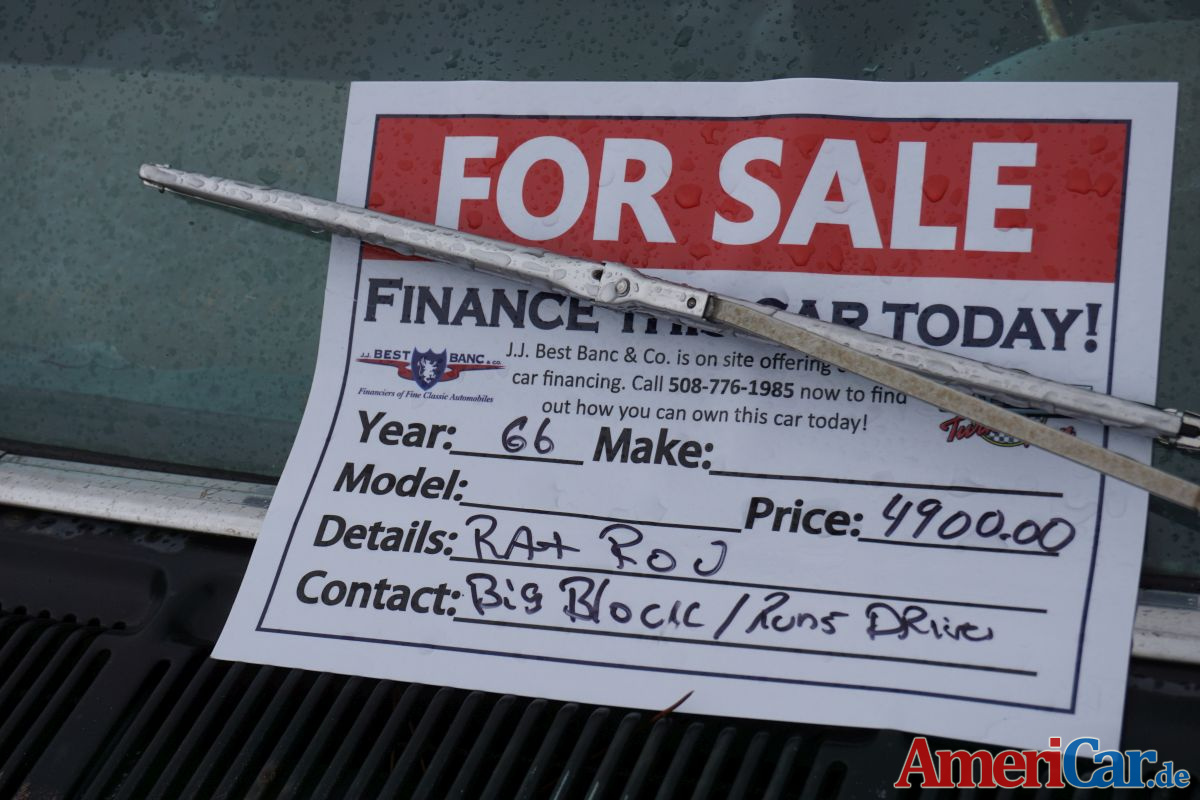 FOR SALE
FINANCE THIS CAR TODAY!
J.J. BEST BANC & CO.
Financiers of Fine Classic Automobiles
J.J. Best Banc & Co. is on site offering
car financing. Call 508-776-1985 now to find
out how you can own this car today!
Year: 66 Make:
Model: Price: 4900.00
Details: RAt Rod
Contact: Big Block / Runs DRives
AmeriCar.de